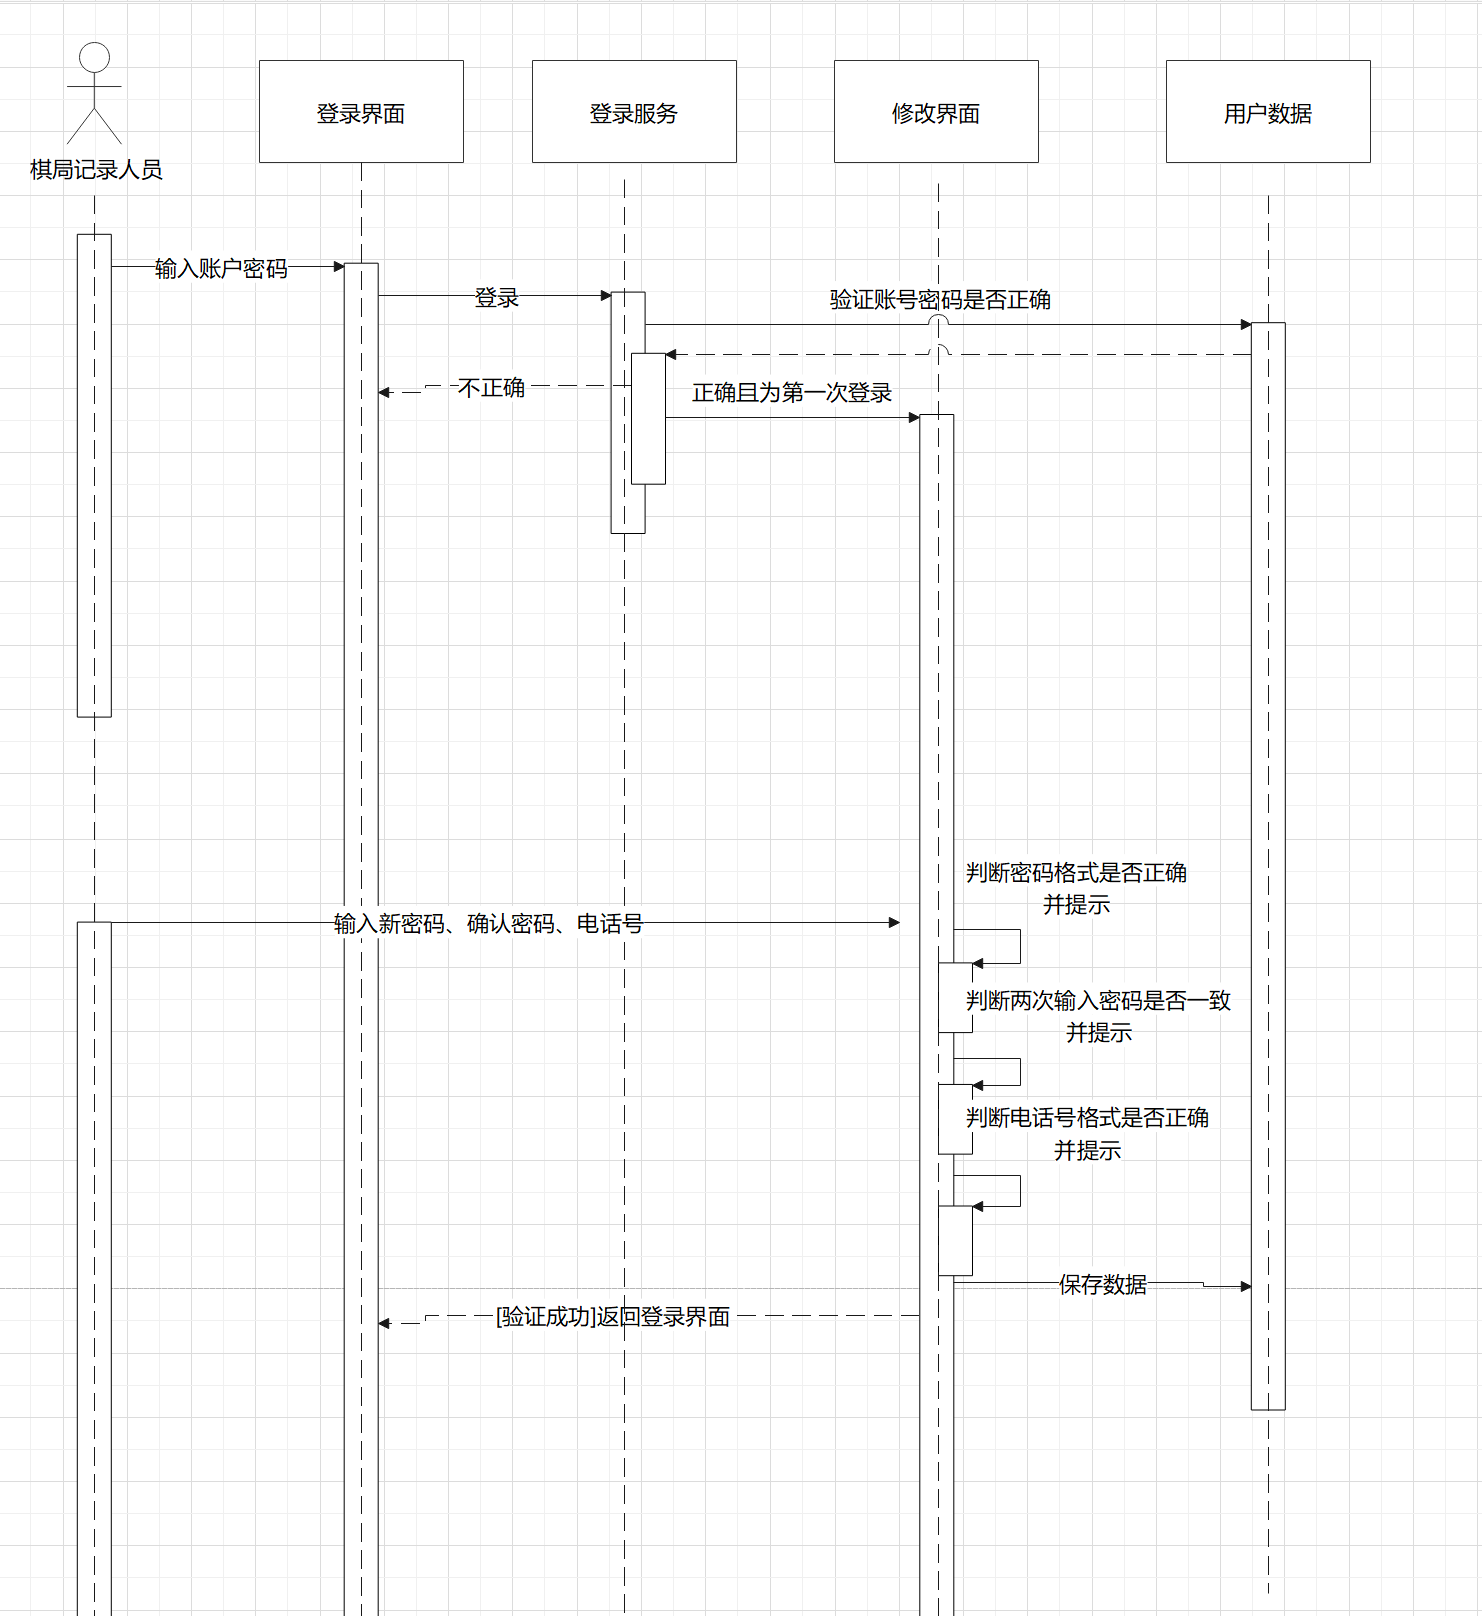 登录界面
登录服务
修改界面
用户数据
棋局记录人员
输入账户密码
登录
验证账号密码是否正确
不正确
正确且为第一次登录
判断密码格式是否正确
并提示
输入新密码、确认密码、电话号
判断两次输入密码是否一致
并提示
判断电话号格式是否正确
并提示
保存数据
[验证成功]返回登录界面